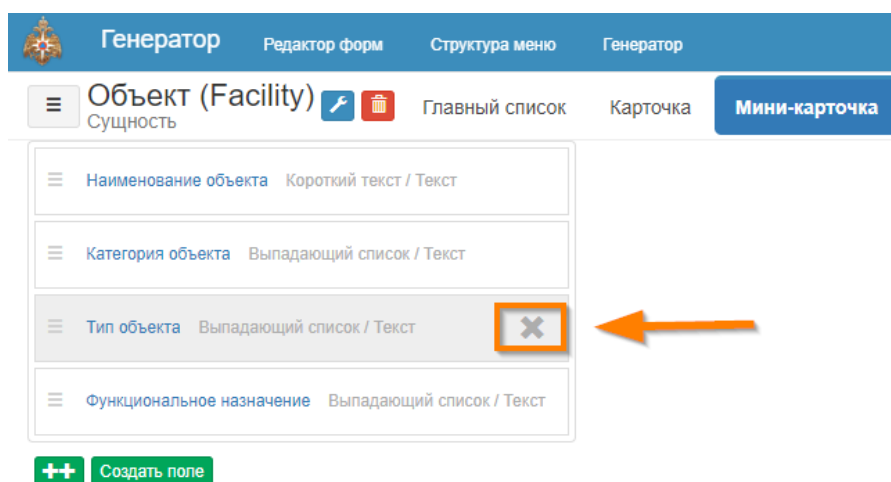 Генератор Редактор форм Структура меню Генератор
Объект (Facility) Главный список Карточка Мини-карточка
Сущность
Наименование объекта Короткий текст / Текст
Категория объекта Выпадающий список / Текст
Тип объекта Выпадающий список / Текст
Функциональное назначение Выпадающий список / Текст
++ Создать поле